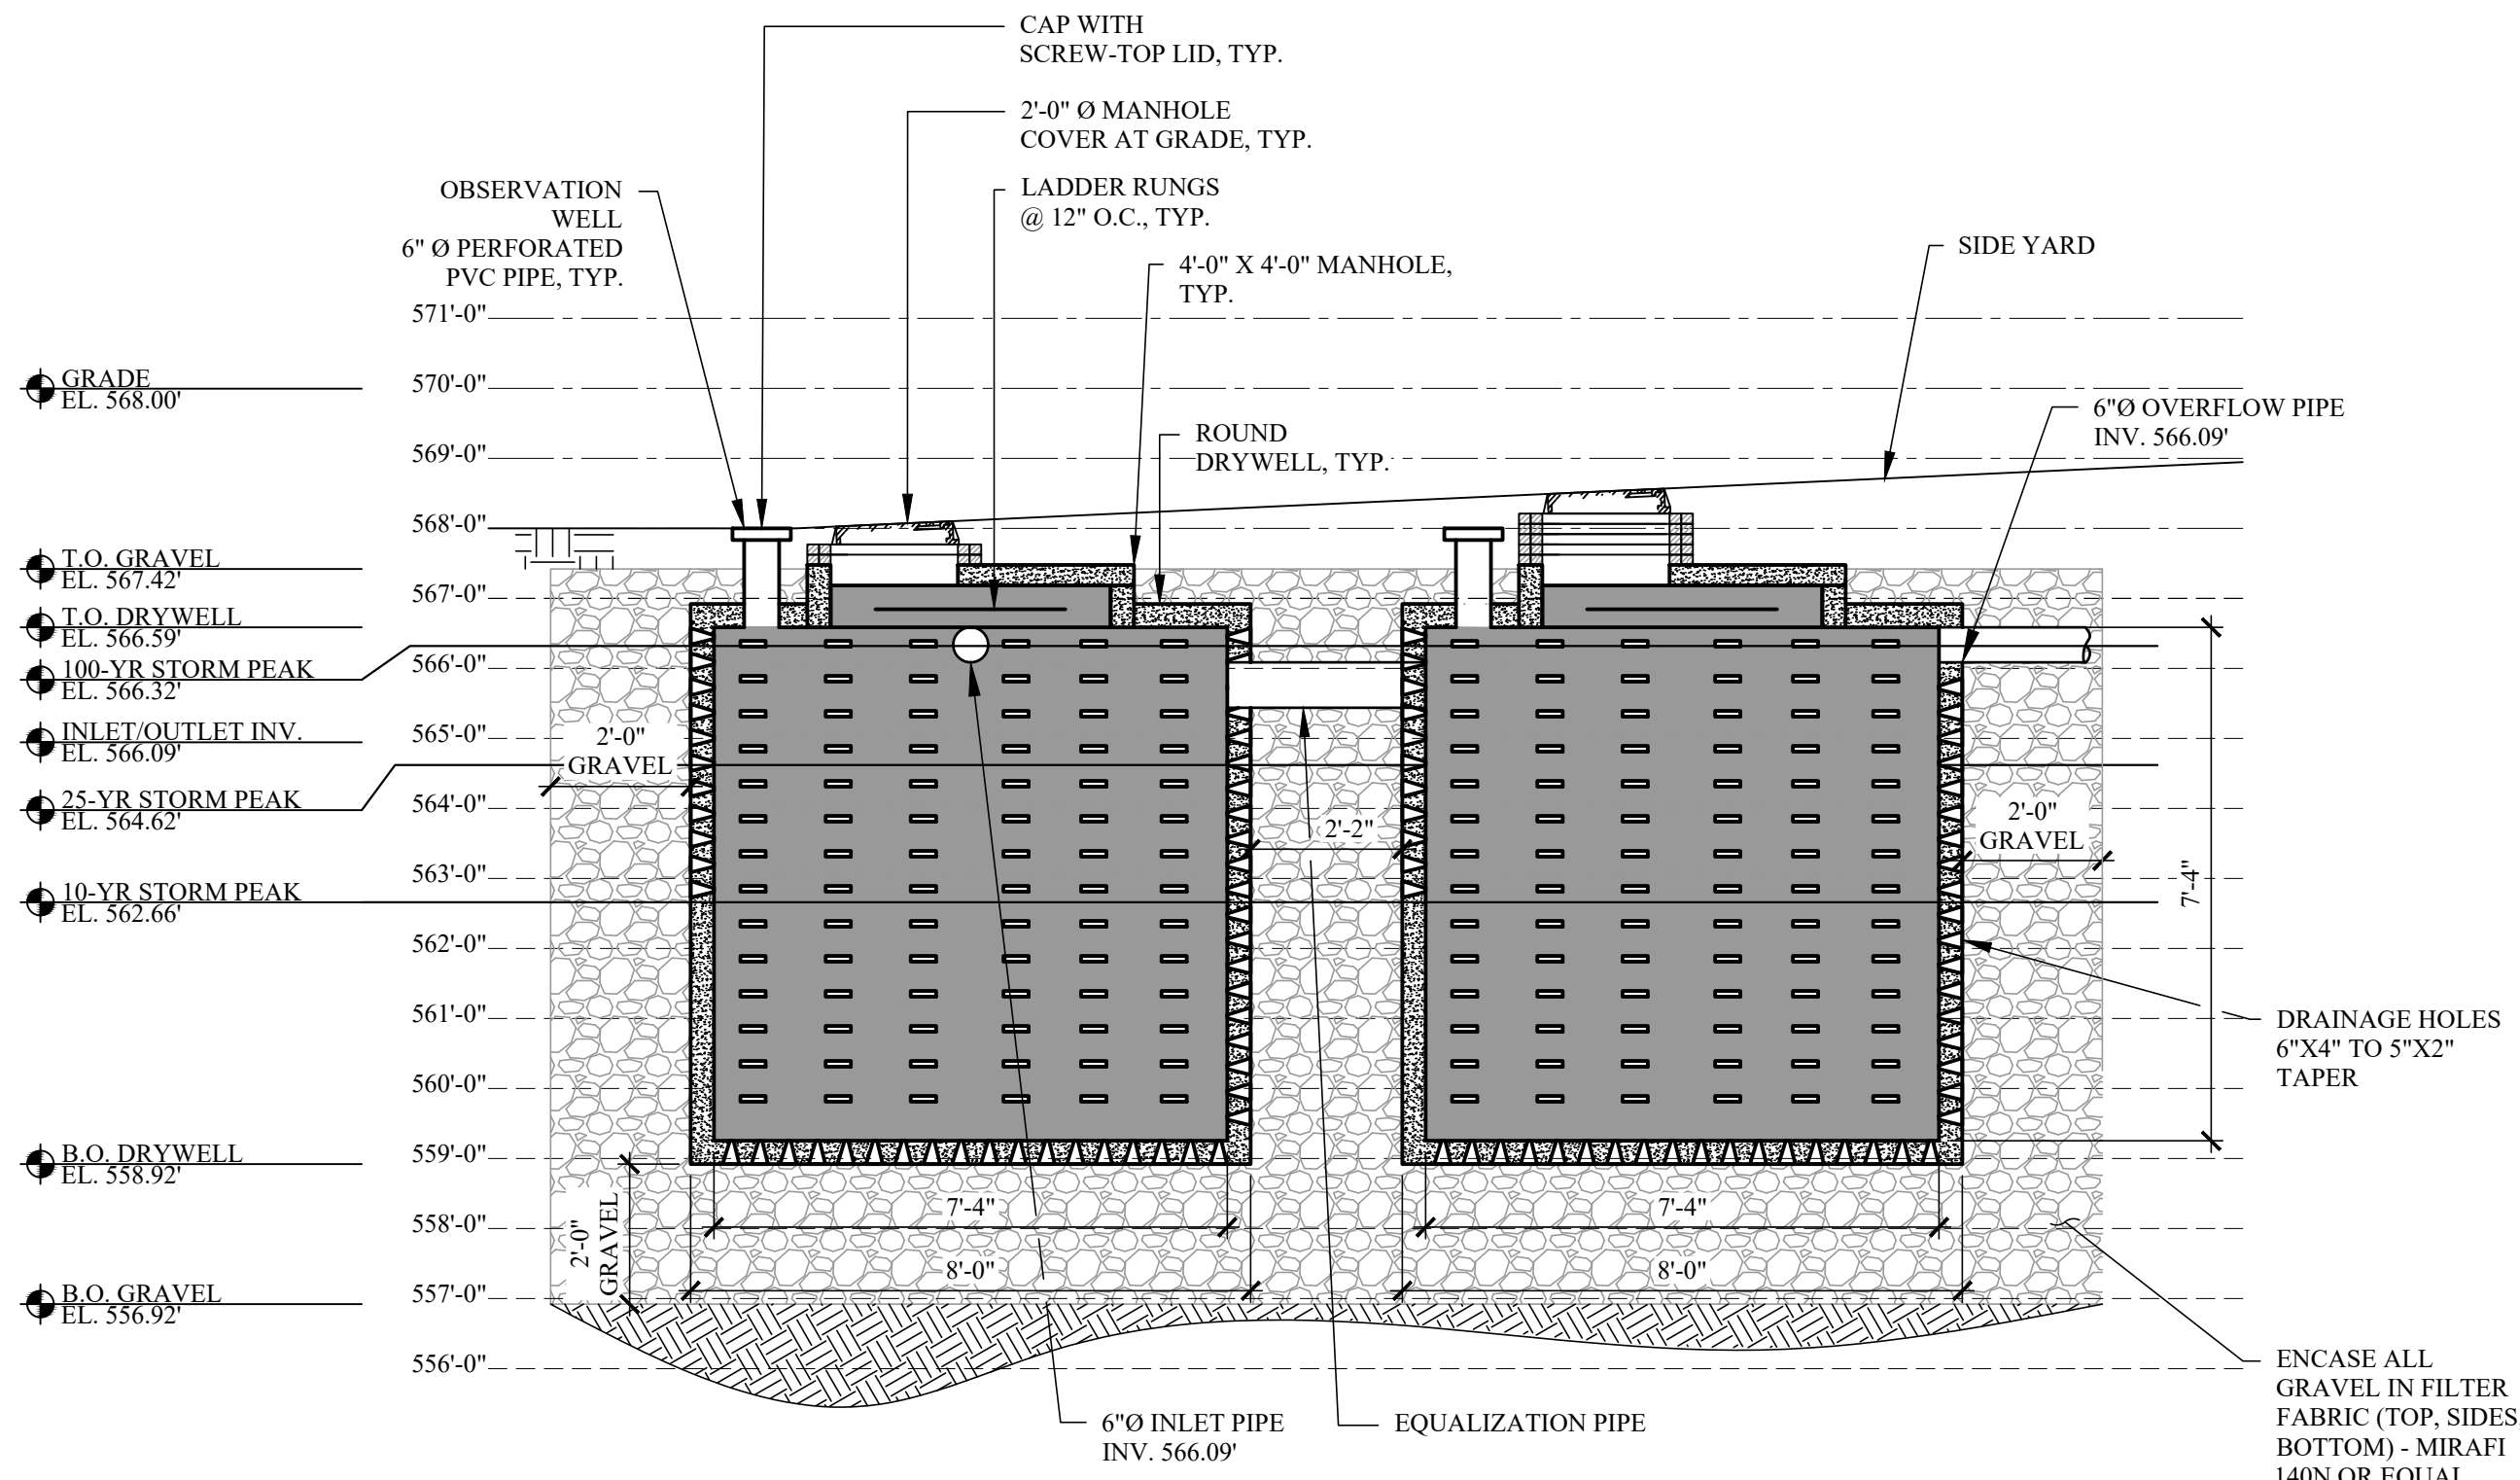 CAP WITH
SCREW-TOP LID, TYP.
2'-0" Ø MANHOLE
COVER AT GRADE, TYP.
OBSERVATION
WELL
6" Ø PERFORATED
PVC PIPE, TYP.
LADDER RUNGS
@ 12" O.C., TYP.
4'-0" X 4'-0" MANHOLE,
TYP.
SIDE YARD
ROUND
DRYWELL, TYP.
6"Ø OVERFLOW PIPE
INV. 566.09'
571'-0"
570'-0"
569'-0"
568'-0"
567'-0"
566'-0"
565'-0"
564'-0"
563'-0"
562'-0"
561'-0"
560'-0"
559'-0"
558'-0"
557'-0"
556'-0"
GRADE
EL. 568.00'
T.O. GRAVEL
EL. 567.42'
T.O. DRYWELL
EL. 566.59'
100-YR STORM PEAK
EL. 566.32'
INLET/OUTLET INV.
EL. 566.09'
25-YR STORM PEAK
EL. 564.62'
10-YR STORM PEAK
EL. 562.66'
B.O. DRYWELL
EL. 558.92'
B.O. GRAVEL
EL. 556.92'
2'-0"
GRAVEL
2'-2"
2'-0"
GRAVEL
7'-4"
2'-0"
GRAVEL
7'-4"
8'-0"
7'-4"
8'-0"
DRAINAGE HOLES
6"X4" TO 5"X2"
TAPER
6"Ø INLET PIPE
INV. 566.09'
EQUALIZATION PIPE
ENCASE ALL
GRAVEL IN FILTER
FABRIC (TOP, SIDES
BOTTOM) - MIRAFI
140N OR EQUAL